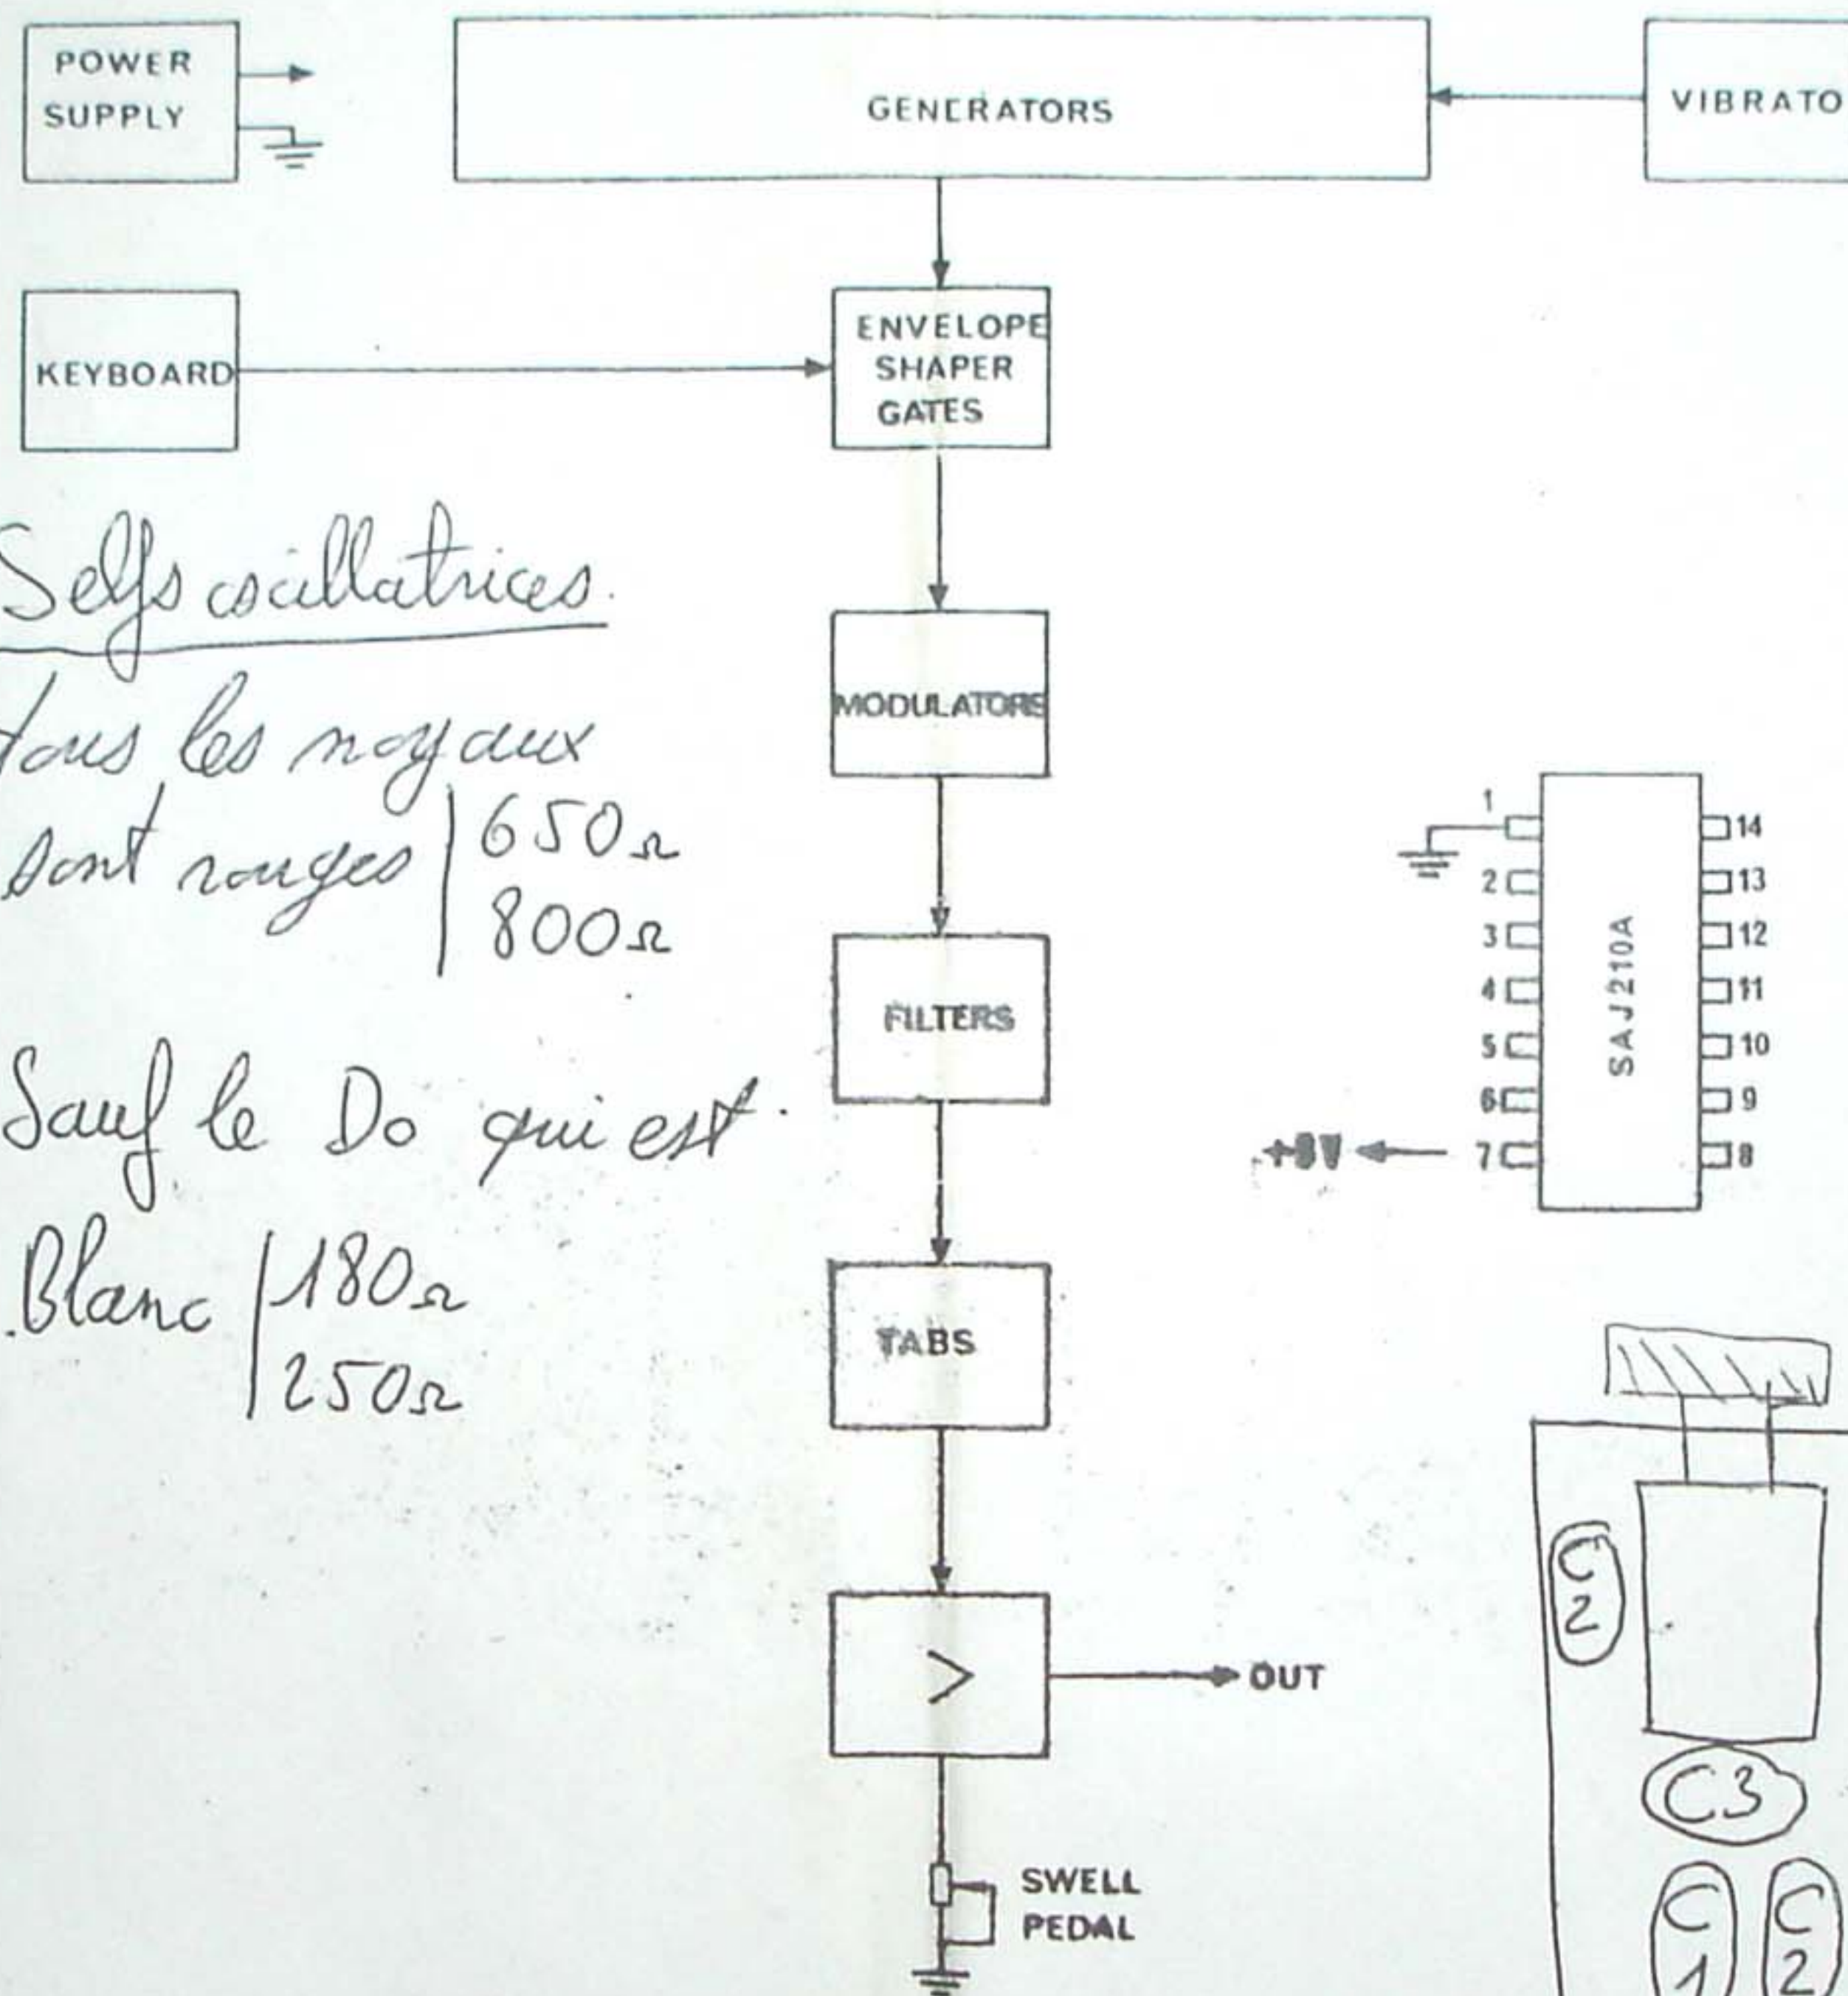 POWER
SUPPLY
GENERATORS
VIBRATO
KEYBOARD
ENVELOPE
SHAPER
GATES
Selfs oscillatrices.
tous les noyaux
sont rouges | 650Ω
800Ω
Sauf le Do qui est
Blanc | 180Ω
250Ω
MODULATORS
FILTERS
TABS
>
OUT
SWELL
PEDAL
1
2
3
4
5
6
7
SAJ210A
14
13
12
11
10
9
8
C2
C3
C1
C2